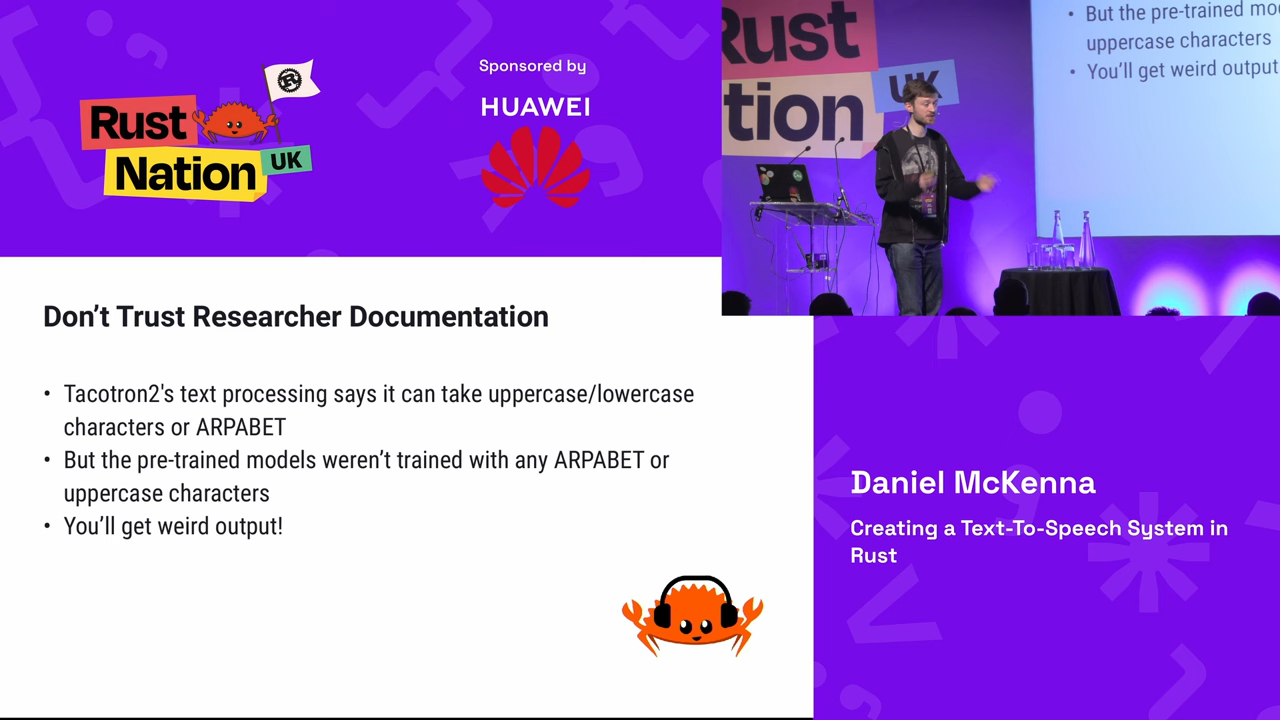 Rust
Nation
UK
Sponsored by
HUAWEI
Rust
tion
UK
But the pre-trained mo
uppercase characters
You'll get weird output
Don't Trust Researcher Documentation
• Tacotron2's text processing says it can take uppercase/lowercase
characters or ARPABET
• But the pre-trained models weren't trained with any ARPABET or
uppercase characters
• You'll get weird output!
Daniel McKenna
Creating a Text-To-Speech System in
Rust